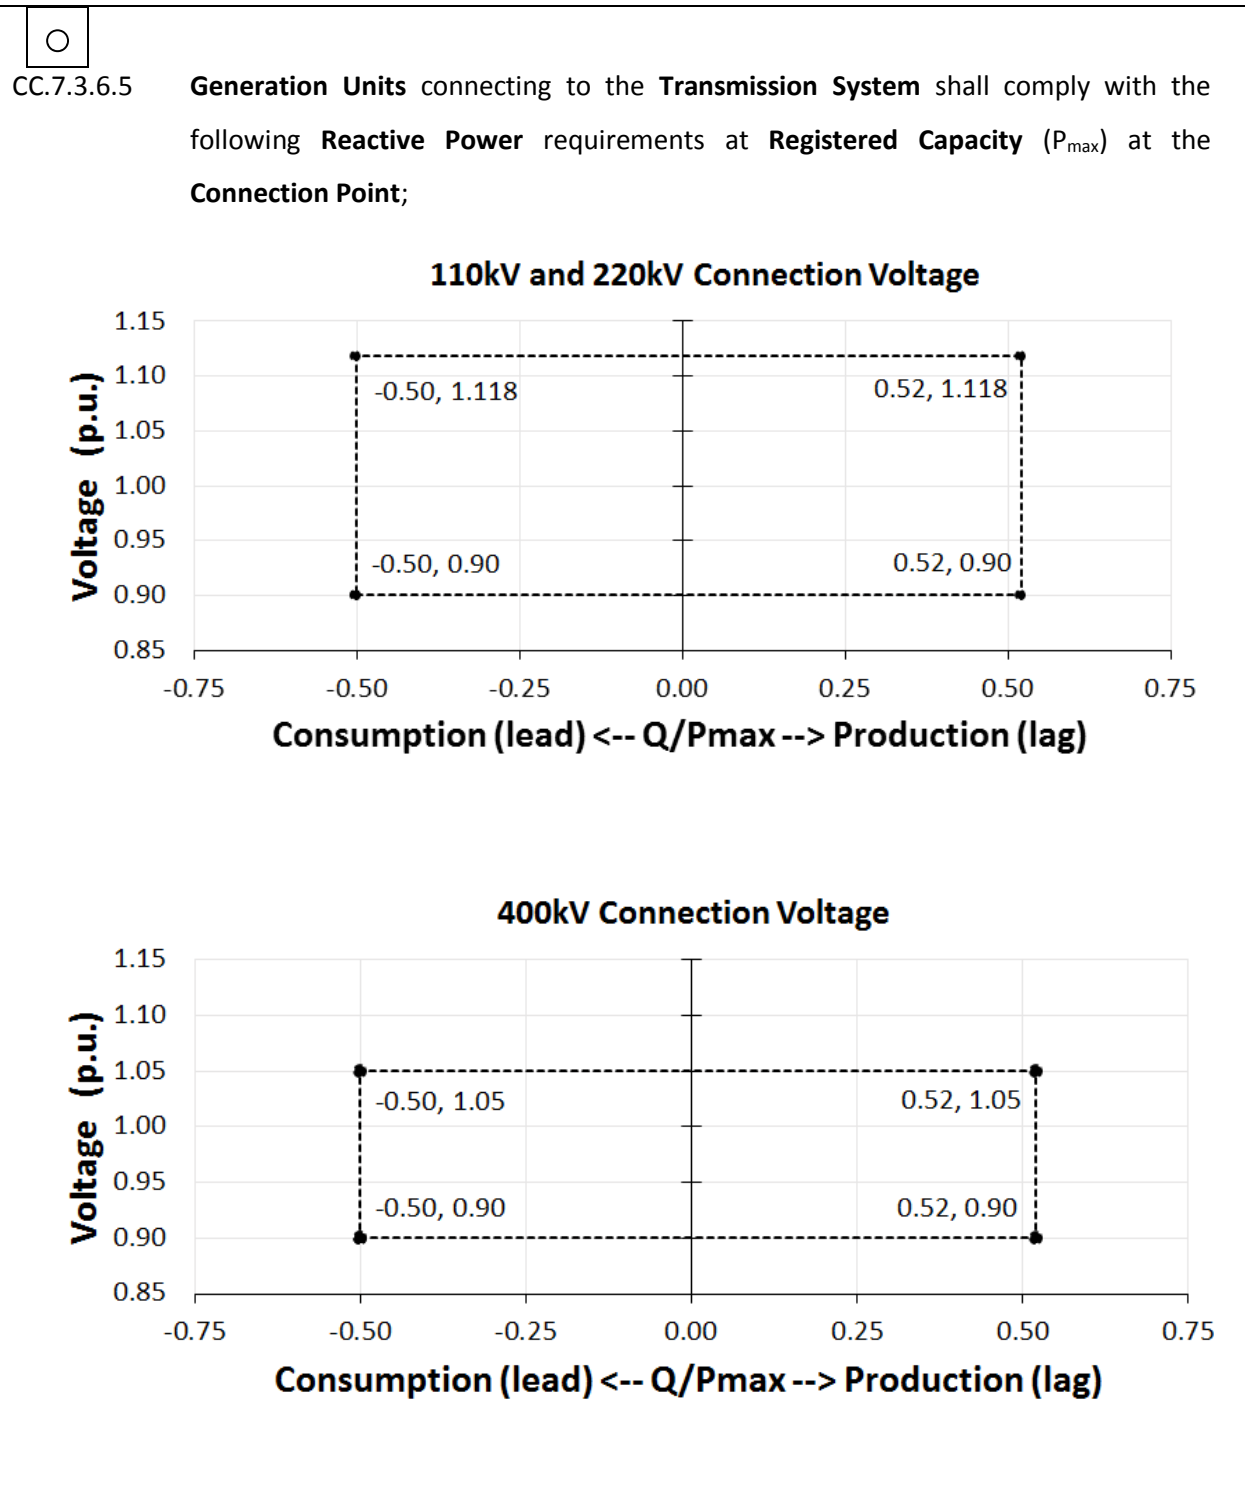 CC.7.3.6.5 Generation Units connecting to the Transmission System shall comply with the
following Reactive Power requirements at Registered Capacity (Pmax) at the
Connection Point;
110kV and 220kV Connection Voltage
1.15
1.10
1.05
1.00
0.95
0.90
0.85
Voltage (p.u.)
-0.50, 1.118
0.52, 1.118
-0.50, 0.90
0.52, 0.90
-0.75 -0.50 -0.25 0.00 0.25 0.50 0.75
Consumption (lead) <-- Q/Pmax --> Production (lag)
400kV Connection Voltage
1.15
1.10
1.05
1.00
0.95
0.90
0.85
Voltage (p.u.)
-0.50, 1.05
0.52, 1.05
-0.50, 0.90
0.52, 0.90
-0.75 -0.50 -0.25 0.00 0.25 0.50 0.75
Consumption (lead) <-- Q/Pmax --> Production (lag)